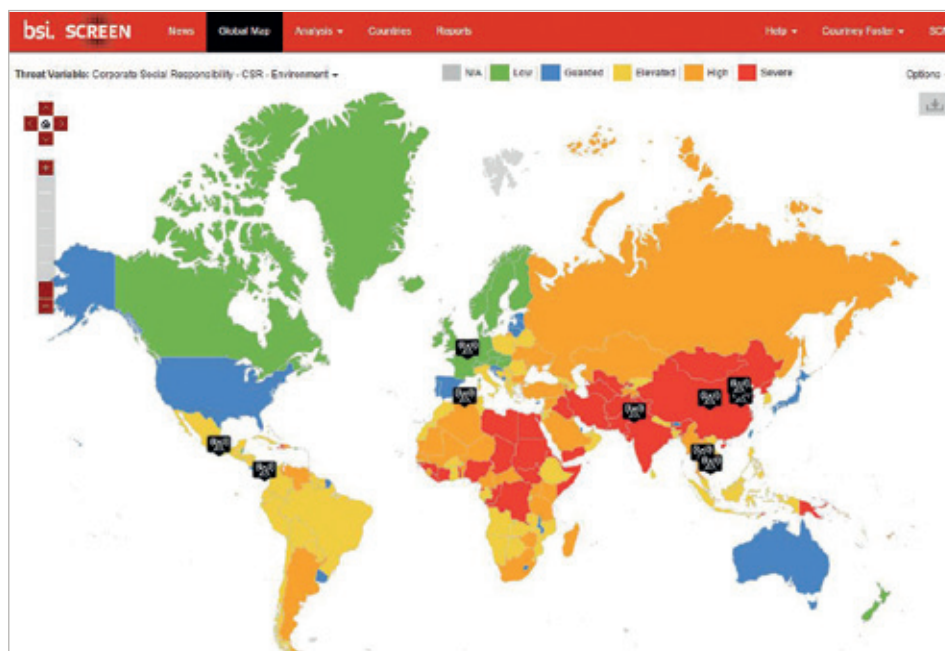 bsi. SCREEN News Global Map Analysis Countries Reports Help Courtney Foster
Threat Variable: Corporate Social Responsibility - CSR - Environment N/A Low Guarded Elevated High Severe Options